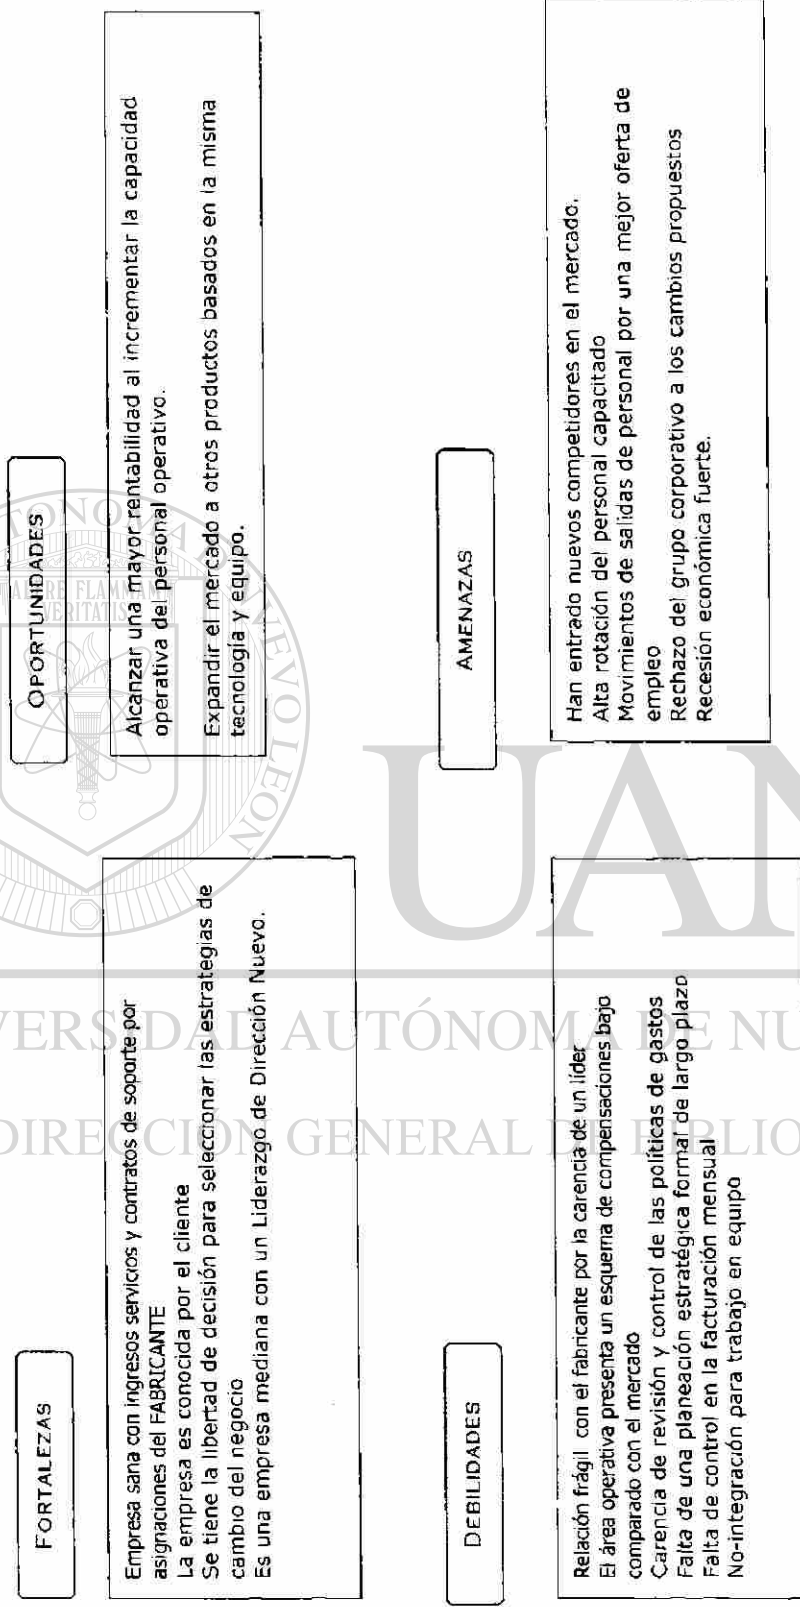 FORTALEZAS
Empresa sana con ingresos servicios y contratos de soporte por
asignaciones del FABRICANTE
La empresa es conocida por el cliente
Se tiene la libertad de decisión para seleccionar las estrategias de
cambio del negocio
Es una empresa mediana con un Liderazgo de Dirección Nuevo.
OPORTUNIDADES
Alcanzar una mayor rentabilidad al incrementar la capacidad
operativa del personal operativo.
Expandir el mercado a otros productos basados en la misma
tecnología y equipo.
DEBILIDADES
Relación frágil con el fabricante por la carencia de un líder
El área operativa presenta un esquema de compensaciones bajo
comparado con el mercado
Carencia de revisión y control de las políticas de gastos
Falta de una planeación estratégica formal de largo plazo
Falta de control en la facturación mensual
No-integración para trabajo en equipo
AMENAZAS
Han entrado nuevos competidores en el mercado.
Alta rotación del personal capacitado
Movimientos de salidas de personal por una mejor oferta de
empleo
Rechazo del grupo corporativo a los cambios propuestos
Recesión económica fuerte.
UAN
VERSIDAD AUTÓNOMA DE NU
DIRECCIÓN GENERAL DE BIBLIO
TONOMA
NUEVO LEON
ALERE FLAMMAM
VERITATIS